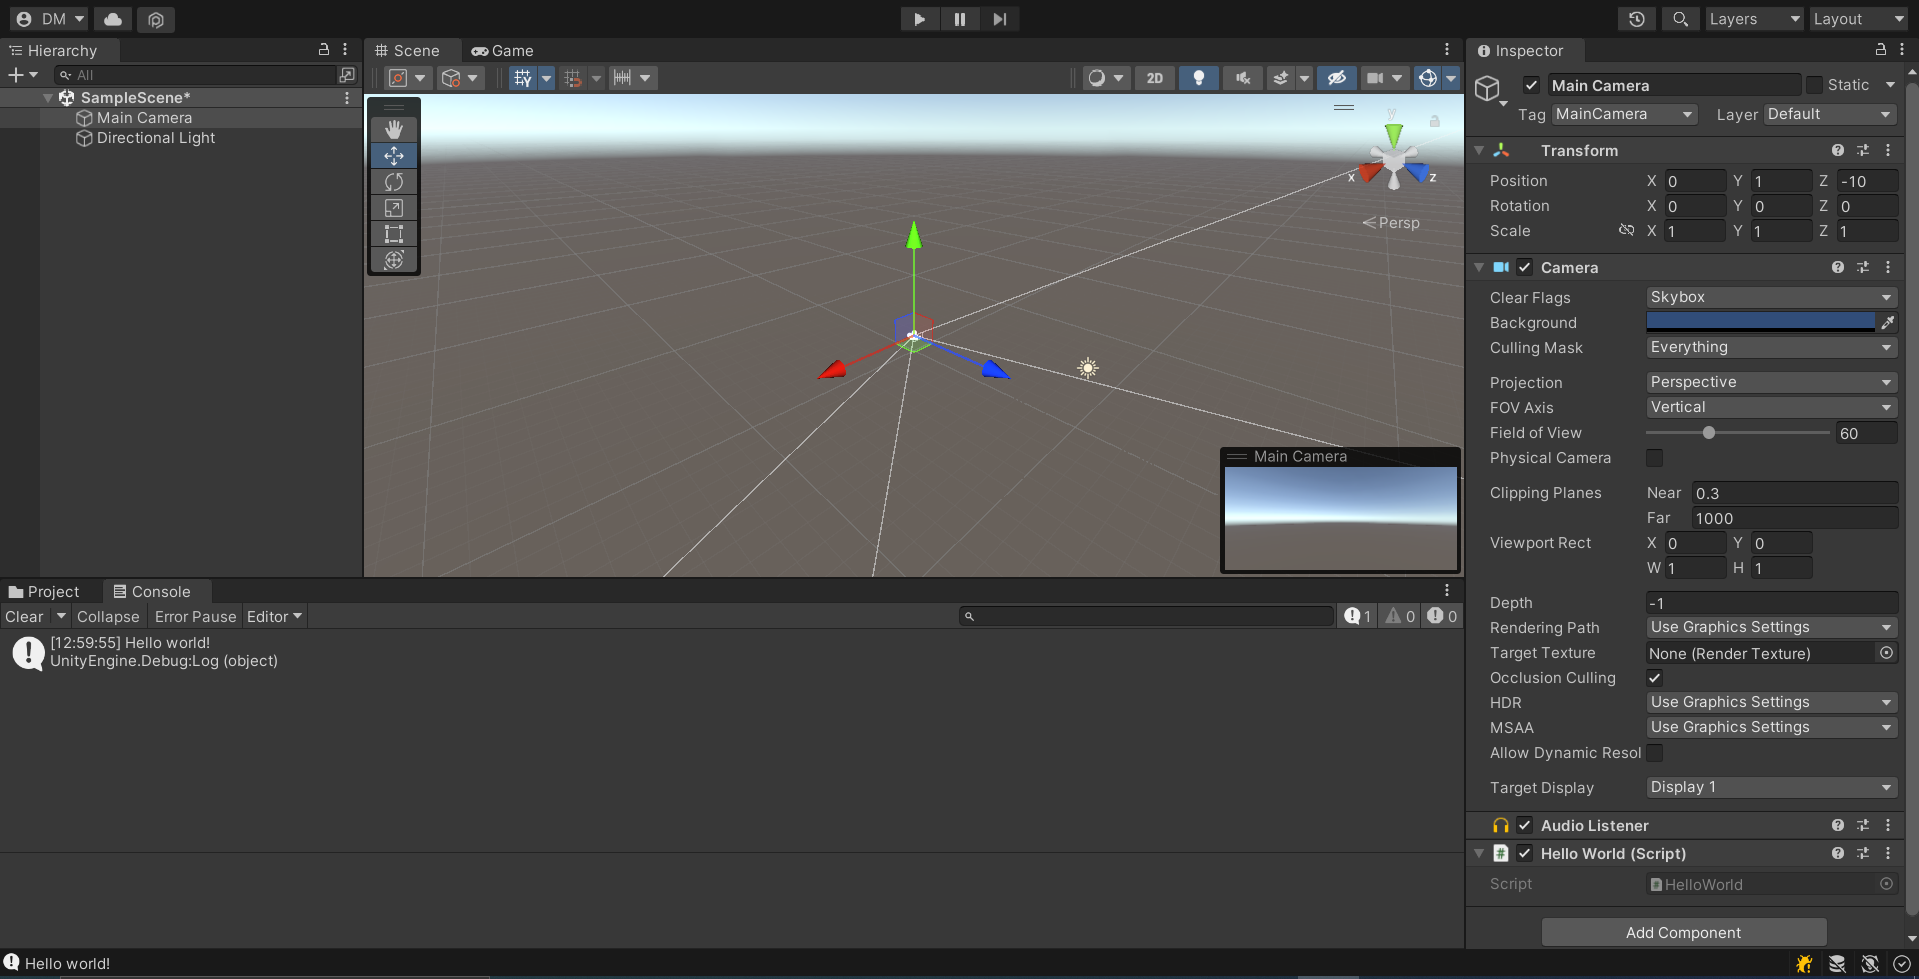 DM
Layers
Layout
Hierarchy
All
SampleScene*
Main Camera
Directional Light
Scene
Game
2D
Y
y
x
z
Persp
Main Camera
Project
Console
Clear
Collapse
Error Pause
Editor
1
0
0
[12:59:55] Hello world!
UnityEngine.Debug:Log (object)
Inspector
Main Camera
Static
Tag MainCamera Layer Default
Transform
Position X 0 Y 1 Z -10
Rotation X 0 Y 0 Z 0
Scale X 1 Y 1 Z 1
Camera
Clear Flags Skybox
Background
Culling Mask Everything
Projection Perspective
FOV Axis Vertical
Field of View 60
Physical Camera
Clipping Planes Near 0.3
Far 1000
Viewport Rect X 0 Y 0
W 1 H 1
Depth -1
Rendering Path Use Graphics Settings
Target Texture None (Render Texture)
Occlusion Culling
HDR Use Graphics Settings
MSAA Use Graphics Settings
Allow Dynamic Resol
Target Display Display 1
Audio Listener
# Hello World (Script)
Script # HelloWorld
Add Component
Hello world!